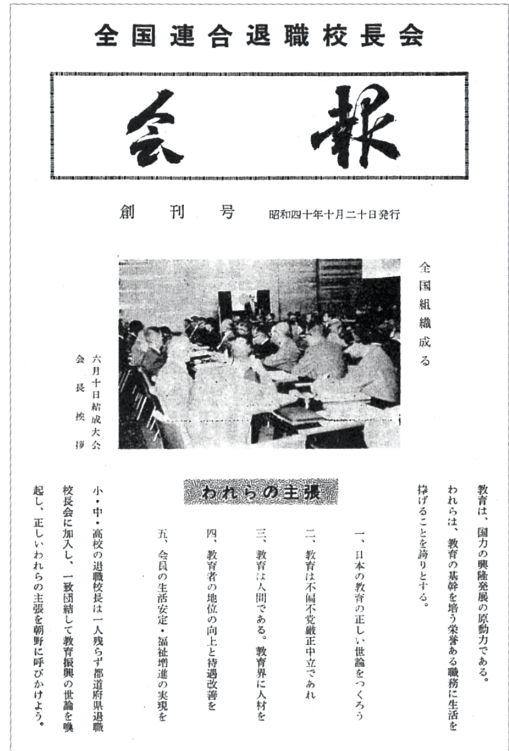 全国連合退職校長会
会報
創刊号 昭和四十年十月二十日発行
全国組織成る
六月十日結成大会
会長挨拶
われらの主張
教育は、国力の興隆発展の原動力である。
われらは、教育の基幹を培う栄誉ある職務に生活を
捧げることを誇りとする。
一、日本の教育の正しい世論をつくろう
二、教育は不偏不党厳正中立であれ
三、教育は人間である。教育界に人材を
四、教育者の地位の向上と待遇改善を
五、会員の生活安定・福祉増進の実現を
小・中・高校の退職校長は一人残らず都道府県退職
校長会に加入し、一致団結して教育振興の世論を喚
起し、正しいわれらの主張を朝野に呼びかけよう。